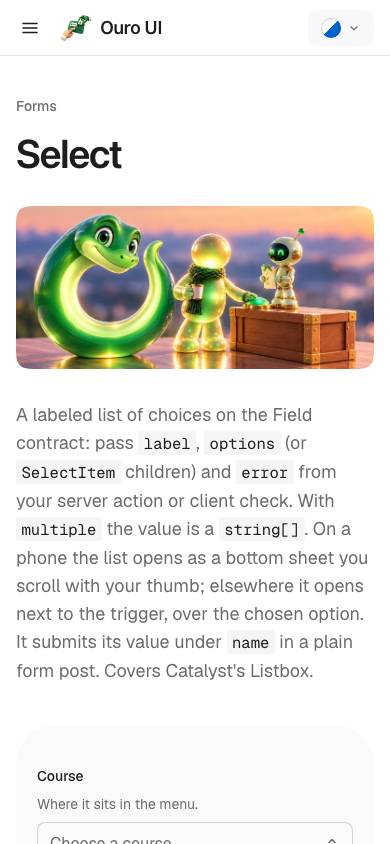 Ouro UI
Forms
Select
A labeled list of choices on the Field
contract: pass label, options (or
SelectItem children) and error from
your server action or client check. With
multiple the value is a string[]. On a
phone the list opens as a bottom sheet you
scroll with your thumb; elsewhere it opens
next to the trigger, over the chosen option.
It submits its value under name in a plain
form post. Covers Catalyst's Listbox.
Course
Where it sits in the menu.
Choose a course